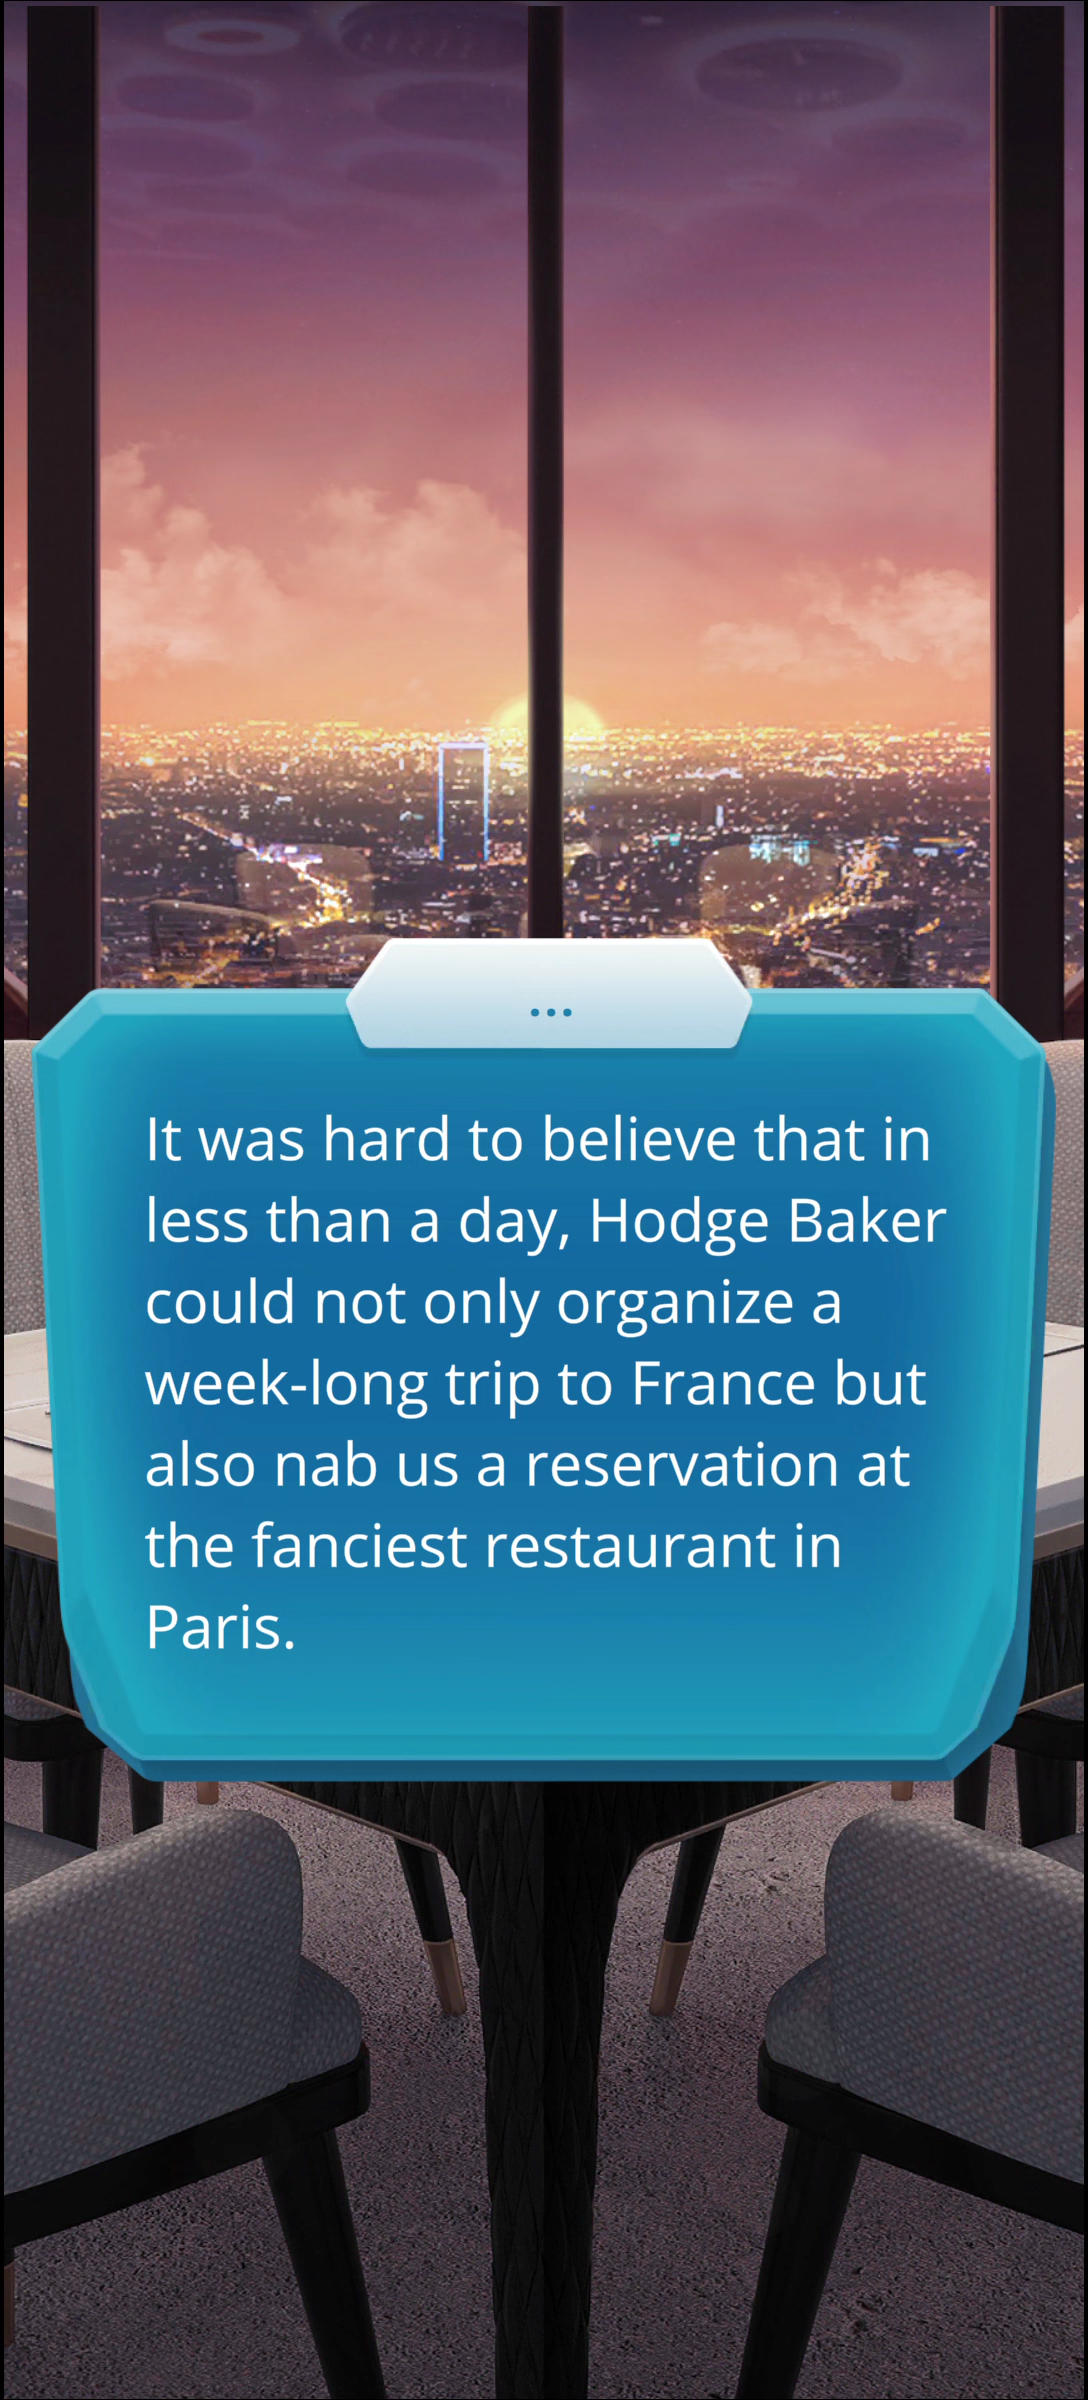 ...
It was hard to believe that in
less than a day, Hodge Baker
could not only organize a
week-long trip to France but
also nab us a reservation at
the fanciest restaurant in
Paris.